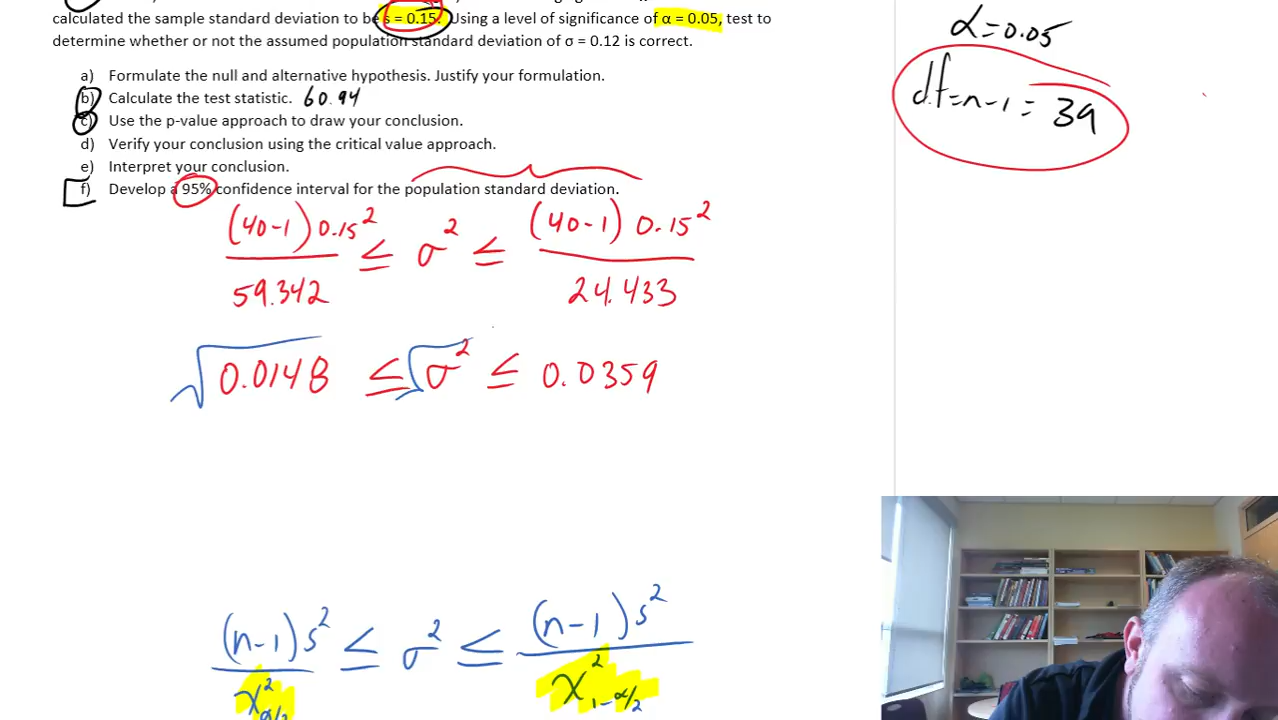 calculated the sample standard deviation to be s = 0.15. Using a level of significance of α = 0.05, test to
determine whether or not the assumed population standard deviation of σ = 0.12 is correct.
a) Formulate the null and alternative hypothesis. Justify your formulation.
b) Calculate the test statistic. 60.94
c) Use the p-value approach to draw your conclusion.
d) Verify your conclusion using the critical value approach.
e) Interpret your conclusion.
f) Develop a 95% confidence interval for the population standard deviation.
α=0.05
df=n-1 = 39
(40-1)0.15² / 59.342 ≤ σ² ≤ (40-1) 0.15² / 24.433
√0.0148 ≤ √σ² ≤ 0.0359
(n-1)s² / χ²α/2 ≤ σ² ≤ (n-1)s² / χ²1-α/2